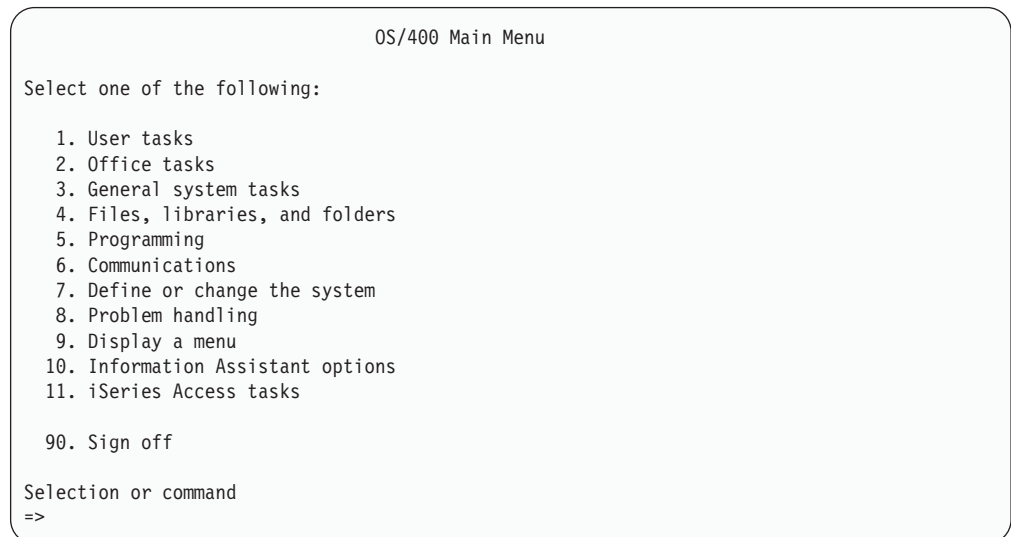 OS/400 Main Menu
Select one of the following:
1. User tasks
2. Office tasks
3. General system tasks
4. Files, libraries, and folders
5. Programming
6. Communications
7. Define or change the system
8. Problem handling
9. Display a menu
10. Information Assistant options
11. iSeries Access tasks
90. Sign off
Selection or command
=>